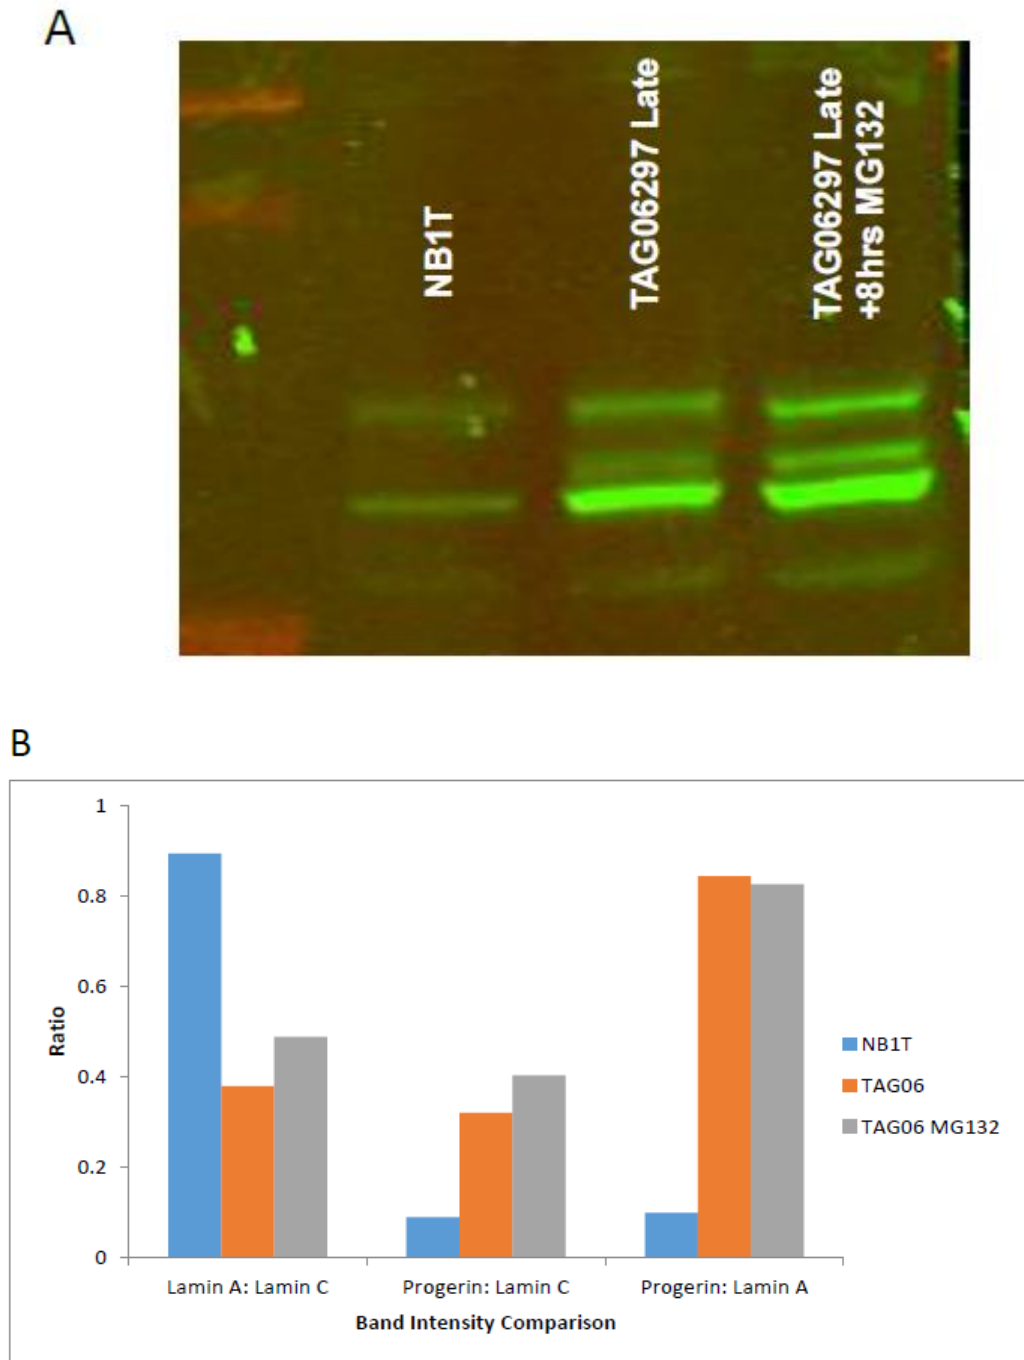 A
NB1T
TAG06297 Late
TAG06297 Late
+8hrs MG132
B
1
0.8
0.6
0.4
0.2
0
Ratio
Lamin A: Lamin C
Progerin: Lamin C
Progerin: Lamin A
Band Intensity Comparison
NB1T
TAG06
TAG06 MG132